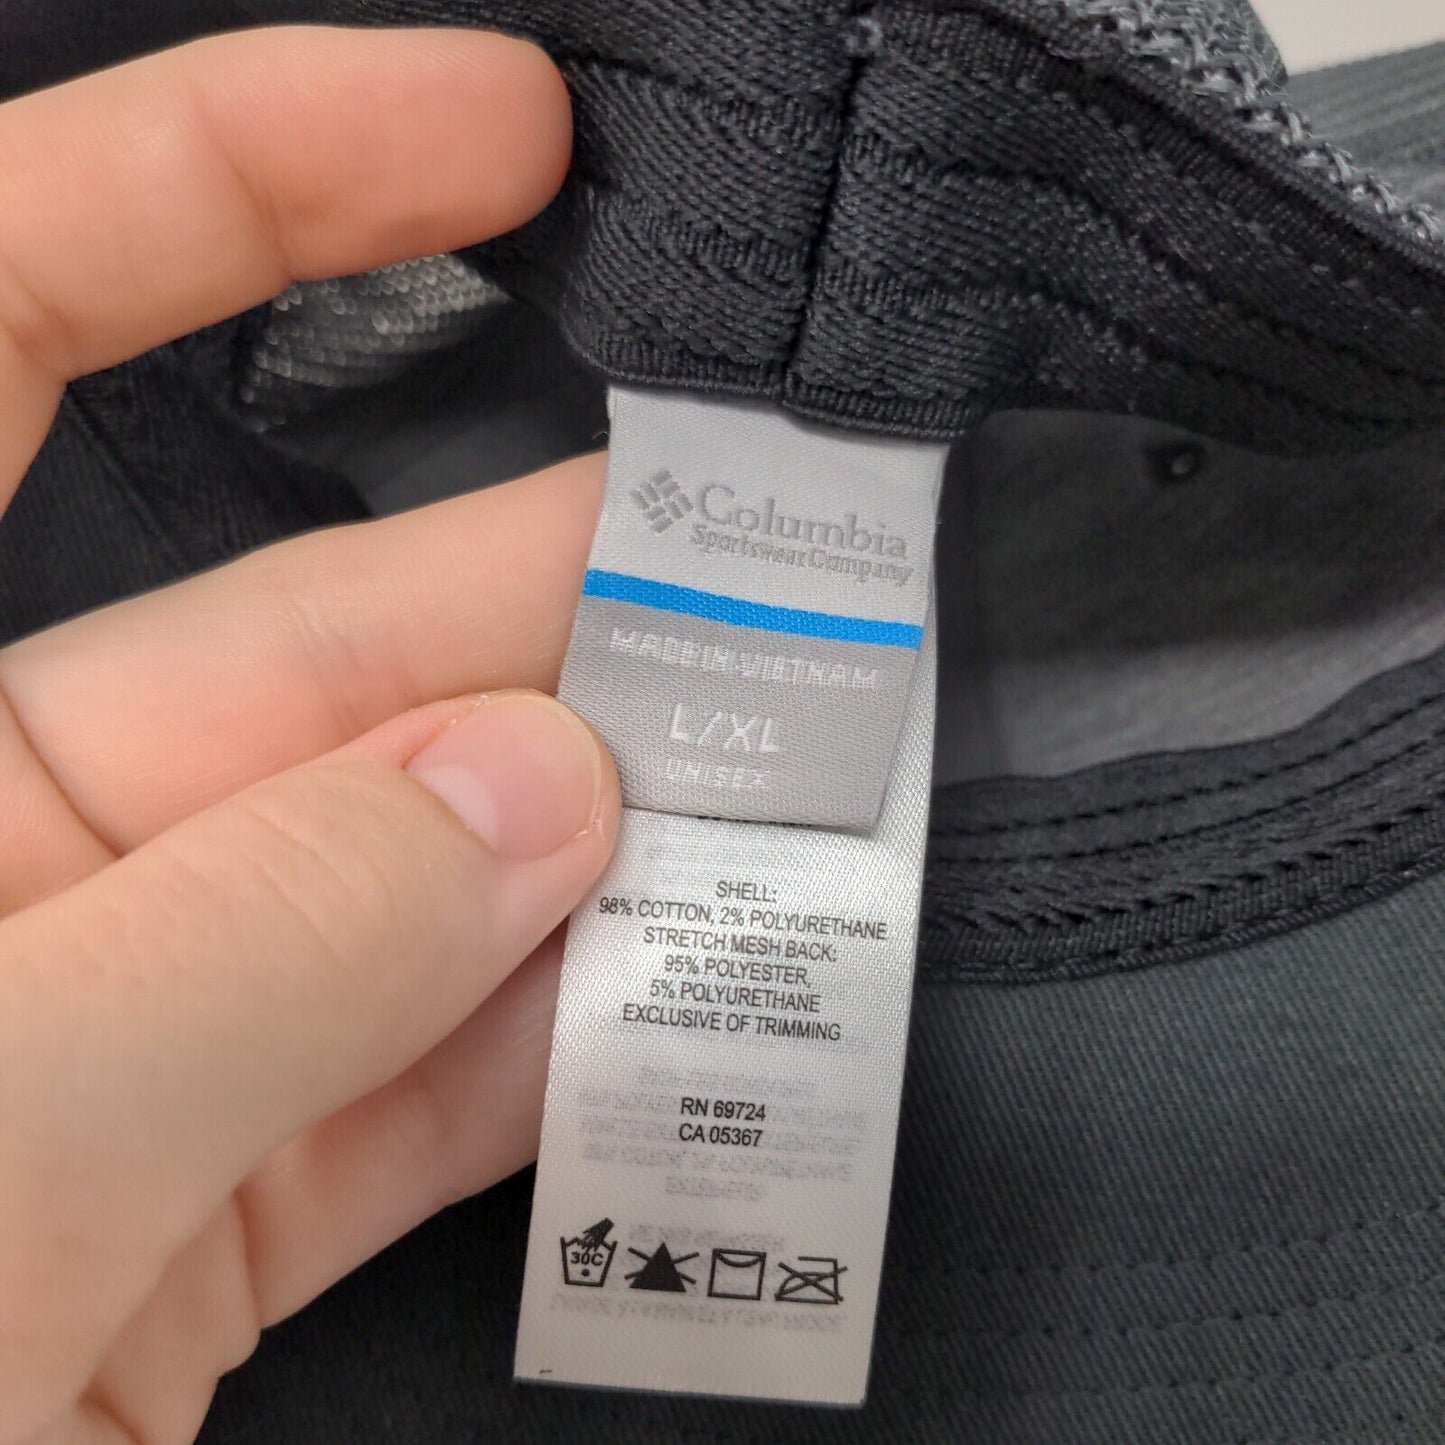 Columbia
Sportswear Company
MADE IN VIETNAM
L/XL
UNISEX
SHELL:
98% COTTON, 2% POLYURETHANE
STRETCH MESH BACK:
95% POLYESTER,
5% POLYURETHANE
EXCLUSIVE OF TRIMMING
RN 69724
CA 05367
30C